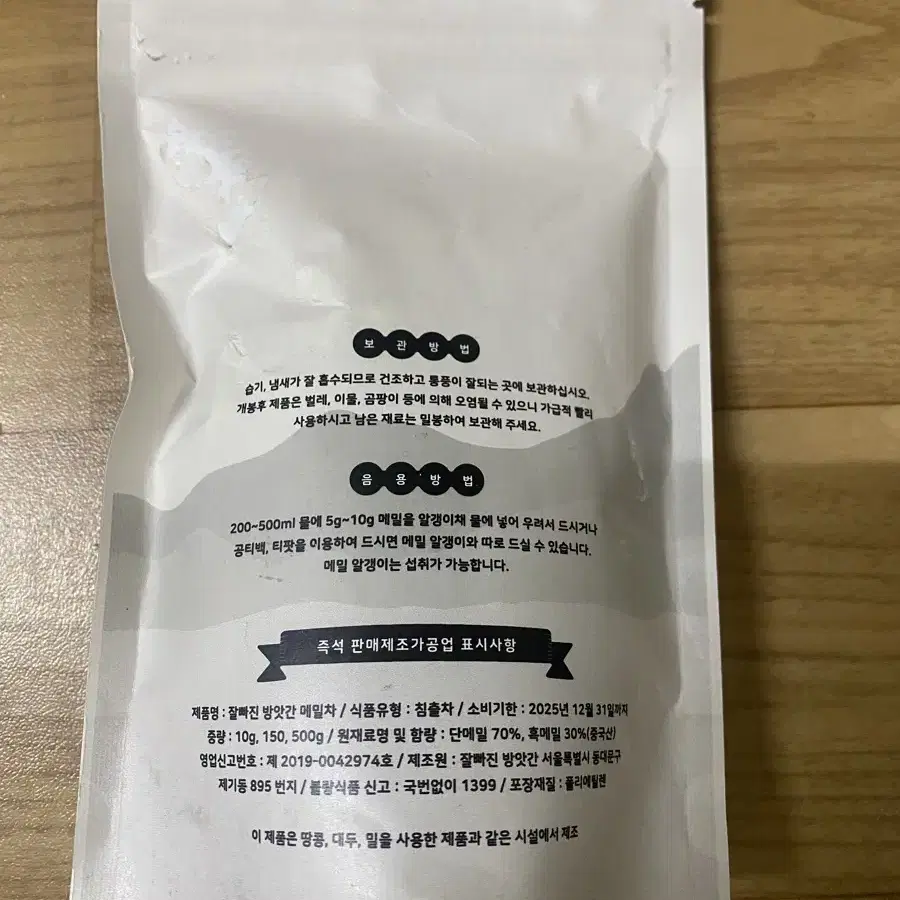 보관방법
습기, 냄새가 잘 흡수되므로 건조하고 통풍이 잘되는 곳에 보관하십시오.
개봉후 제품은 벌레, 이물, 곰팡이 등에 의해 오염될 수 있으니 가급적 빨리
사용하시고 남은 재료는 밀봉하여 보관해 주세요.
음용방법
200~500ml 물에 5g~10g 메밀을 알갱이채 물에 넣어 우려서 드시거나
공티백, 티팟을 이용하여 드시면 메밀 알갱이와 따로 드실 수 있습니다.
메밀 알갱이는 섭취가 가능합니다.
즉석 판매제조가공업 표시사항
제품명 : 잘빠진 방앗간 메밀차 / 식품유형 : 침출차 / 소비기한 : 2025년 12월 31일까지
중량 : 10g, 150, 500g / 원재료명 및 함량 : 단메밀 70%, 흑메밀 30%(중국산)
영업신고번호 : 제 2019-0042974호 / 제조원 : 잘빠진 방앗간 서울특별시 동대문구
제기동 895 번지 / 불량식품 신고 : 국번없이 1399 / 포장재질 : 폴리에틸렌
이 제품은 땅콩, 대두, 밀을 사용한 제품과 같은 시설에서 제조